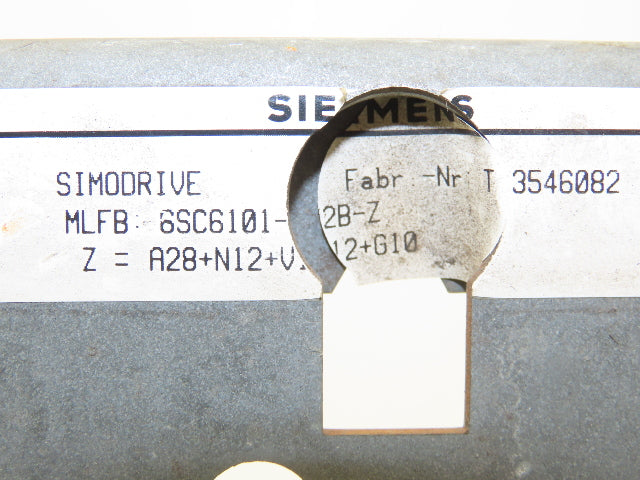 SIEMENS
SIMODRIVE Fabr -Nr T 3546082
MLFB: 6SC6101- 2B-Z
Z = A28+N12+V 12+G10